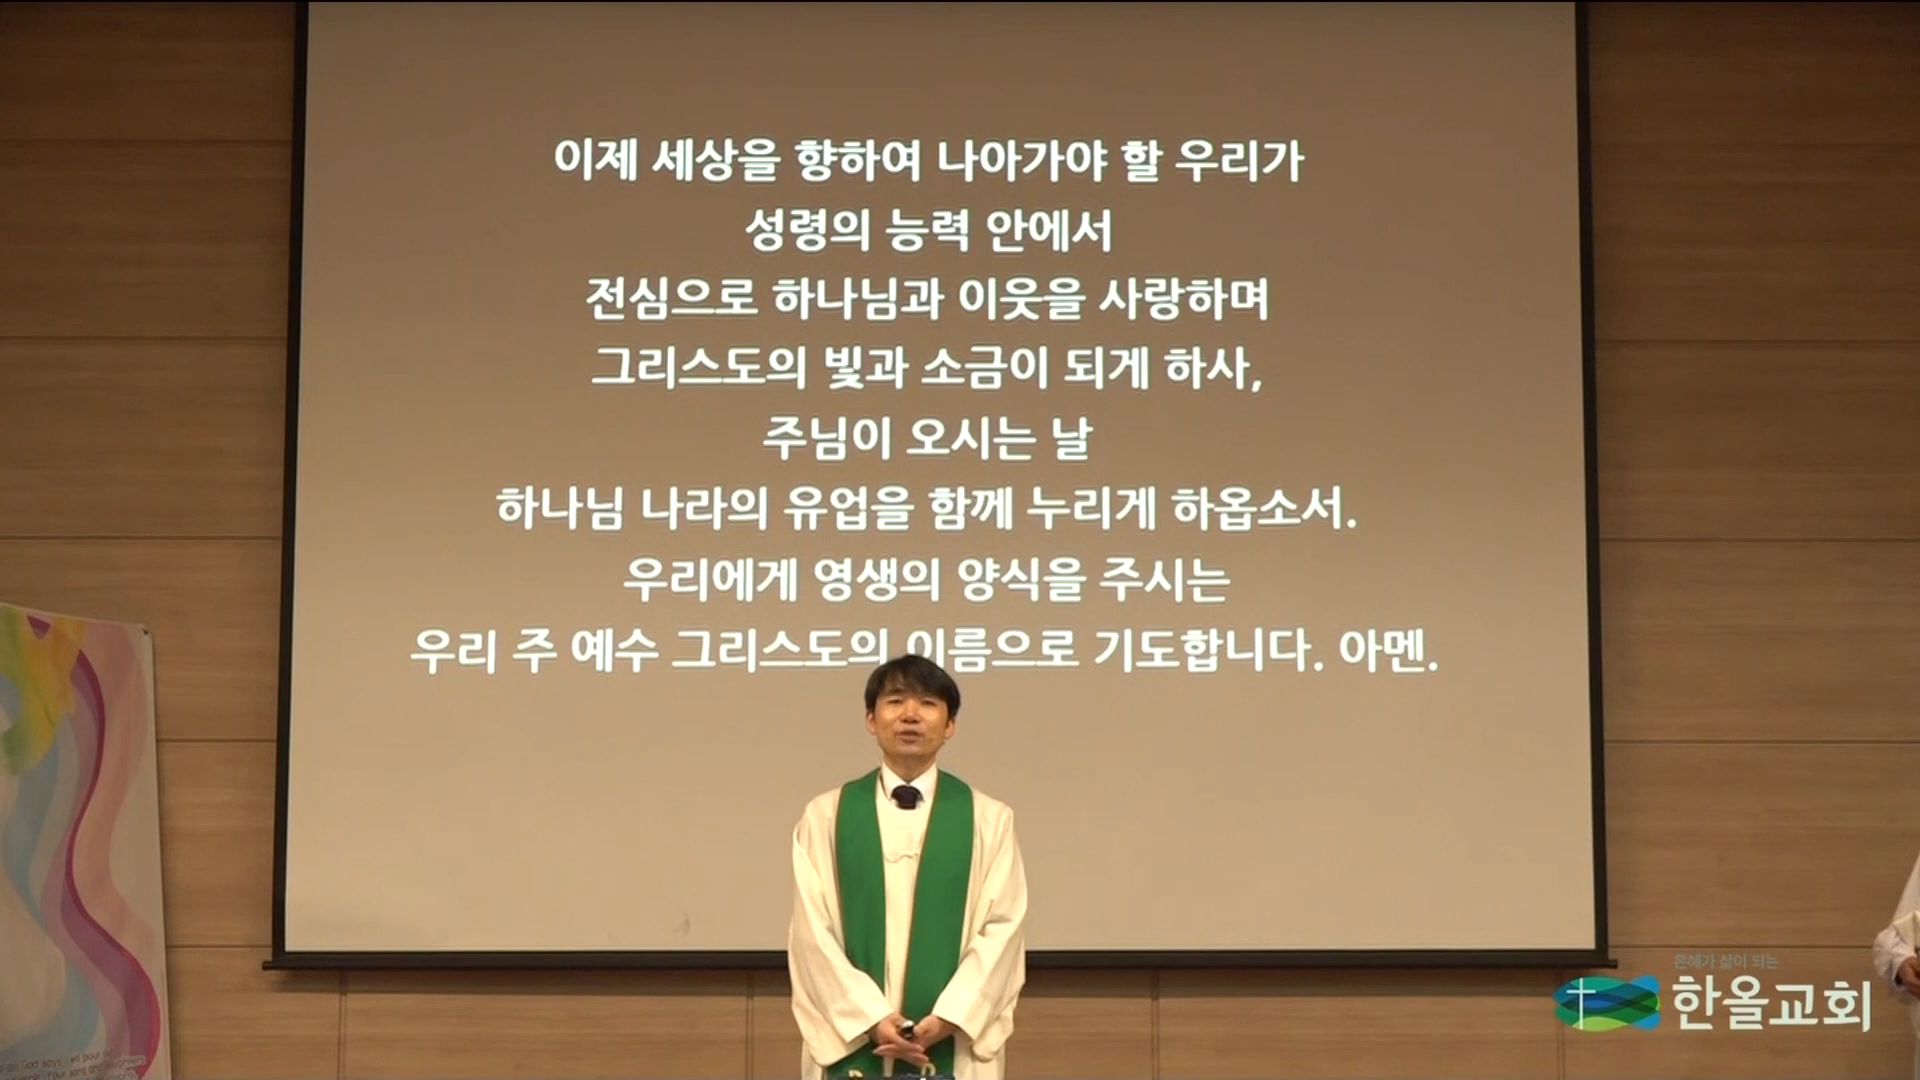 이제 세상을 향하여 나아가야 할 우리가
성령의 능력 안에서
전심으로 하나님과 이웃을 사랑하며
그리스도의 빛과 소금이 되게 하사,
주님이 오시는 날
하나님 나라의 유업을 함께 누리게 하옵소서.
우리에게 영생의 양식을 주시는
우리 주 예수 그리스도의 이름으로 기도합니다. 아멘.
은혜가 삶이 되는
한올교회
God says, I will pour